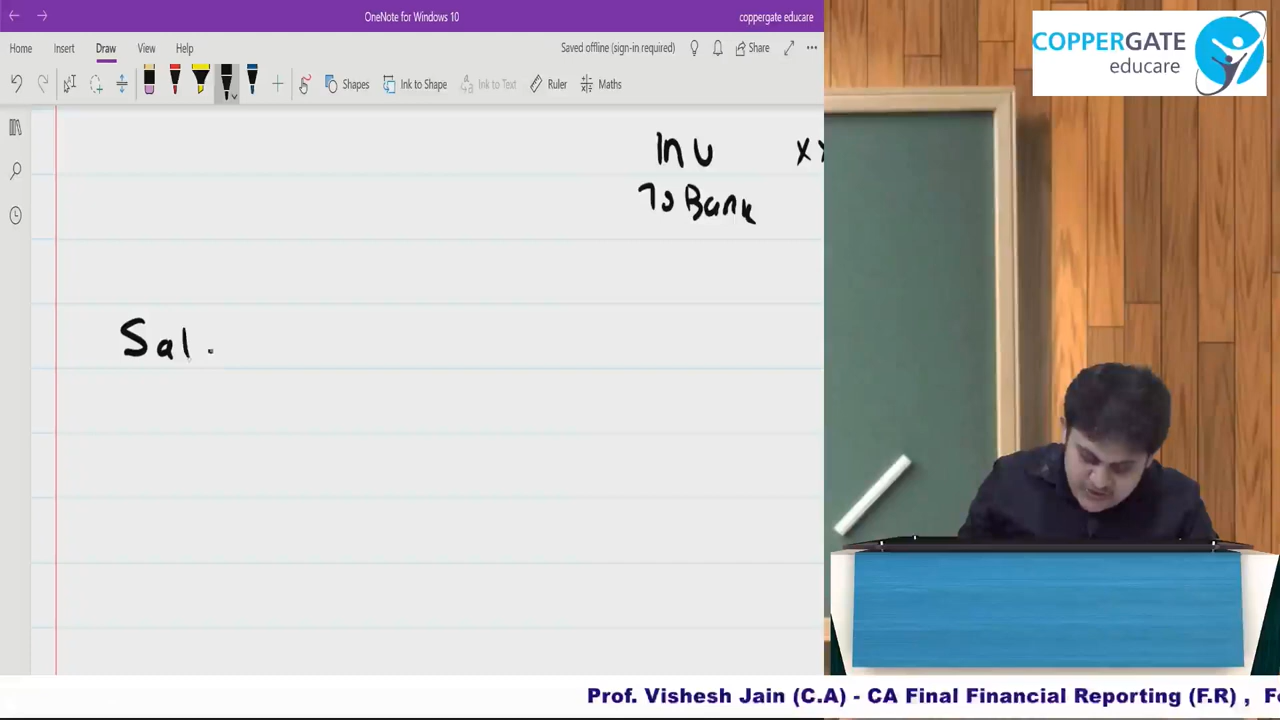 OneNote for Windows 10
coppergate educare
Home Insert Draw View Help
Saved offline (sign-in required)
Share
Shapes
Ink to Shape
Ink to Text
Ruler
Maths
COPPERGATE
educare
Inv xx
To Bank
Sal
Prof. Vishesh Jain (C.A) - CA Final Financial Reporting (F.R) , Fo